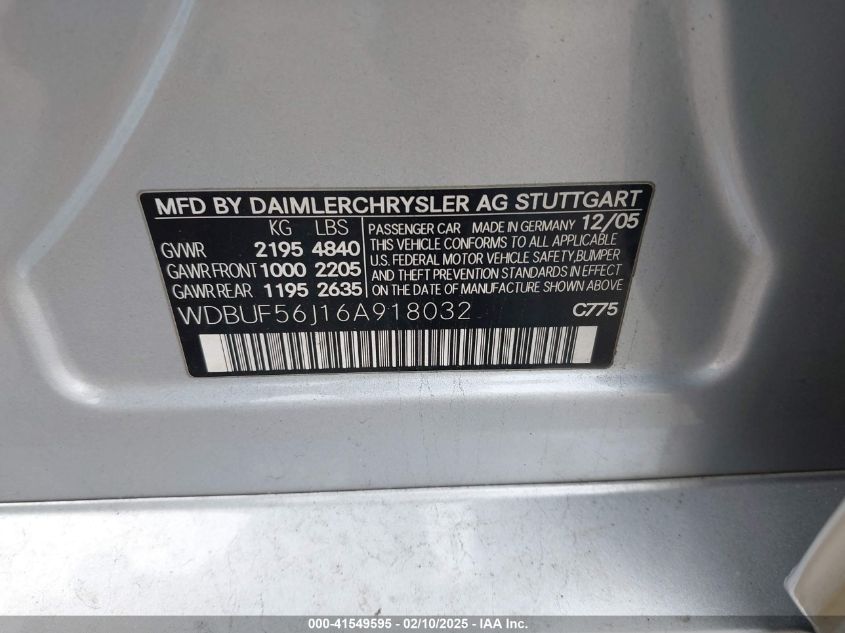 MFD BY DAIMLERCHRYSLER AG STUTTGART
KG LBS
GVWR 2195 4840
GAWR FRONT 1000 2205
GAWR REAR 1195 2635
PASSENGER CAR MADE IN GERMANY 12/05
THIS VEHICLE CONFORMS TO ALL APPLICABLE
U.S. FEDERAL MOTOR VEHICLE SAFETY,BUMPER
AND THEFT PREVENTION STANDARDS IN EFFECT
ON THE DATE OF MANUFACTURE SHOWN ABOVE
WDBUF56J16A918032 C775
000-41549595 - 02/10/2025 - IAA Inc.